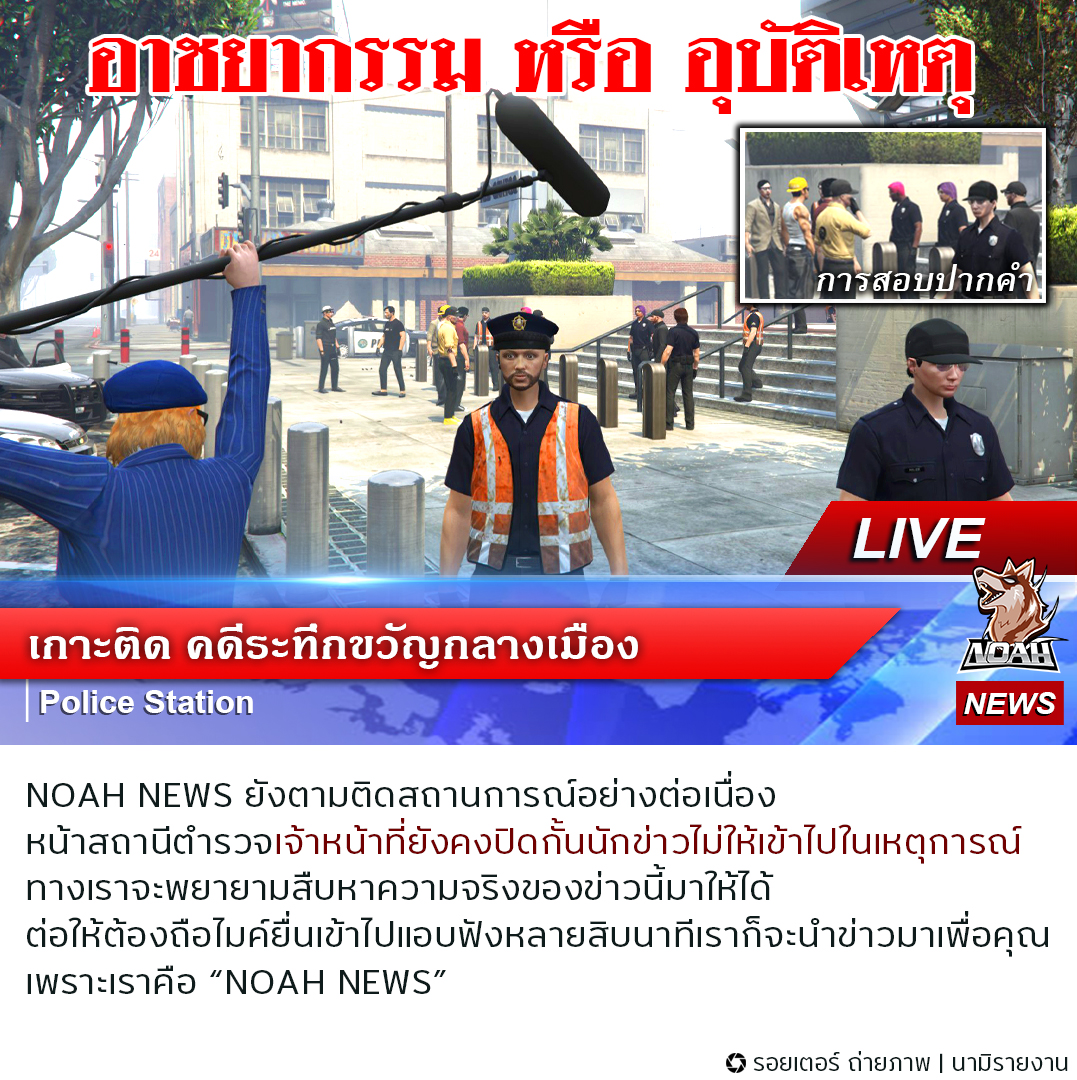 อาชยากรรม หรือ อุบัติเหตุ
การสอบปากคำ
LIVE
เกาะติด คดีระทึกขวัญกลางเมือง
Police Station
NOAH
NEWS
NOAH NEWS ยังตามติดสถานการณ์อย่างต่อเนื่อง
หน้าสถานีตำรวจเจ้าหน้าที่ยังคงปิดกั้นนักข่าวไม่ให้เข้าไปในเหตุการณ์
ทางเราจะพยายามสืบหาความจริงของข่าวนี้มาให้ได้
ต่อให้ต้องถือไมค์ยื่นเข้าไปแอบฟังหลายสิบนาทีเราก็จะนำข่าวมาเพื่อคุณ
เพราะเราคือ “NOAH NEWS”
รอยเตอร์ ถ่ายภาพ | นามิรายงาน